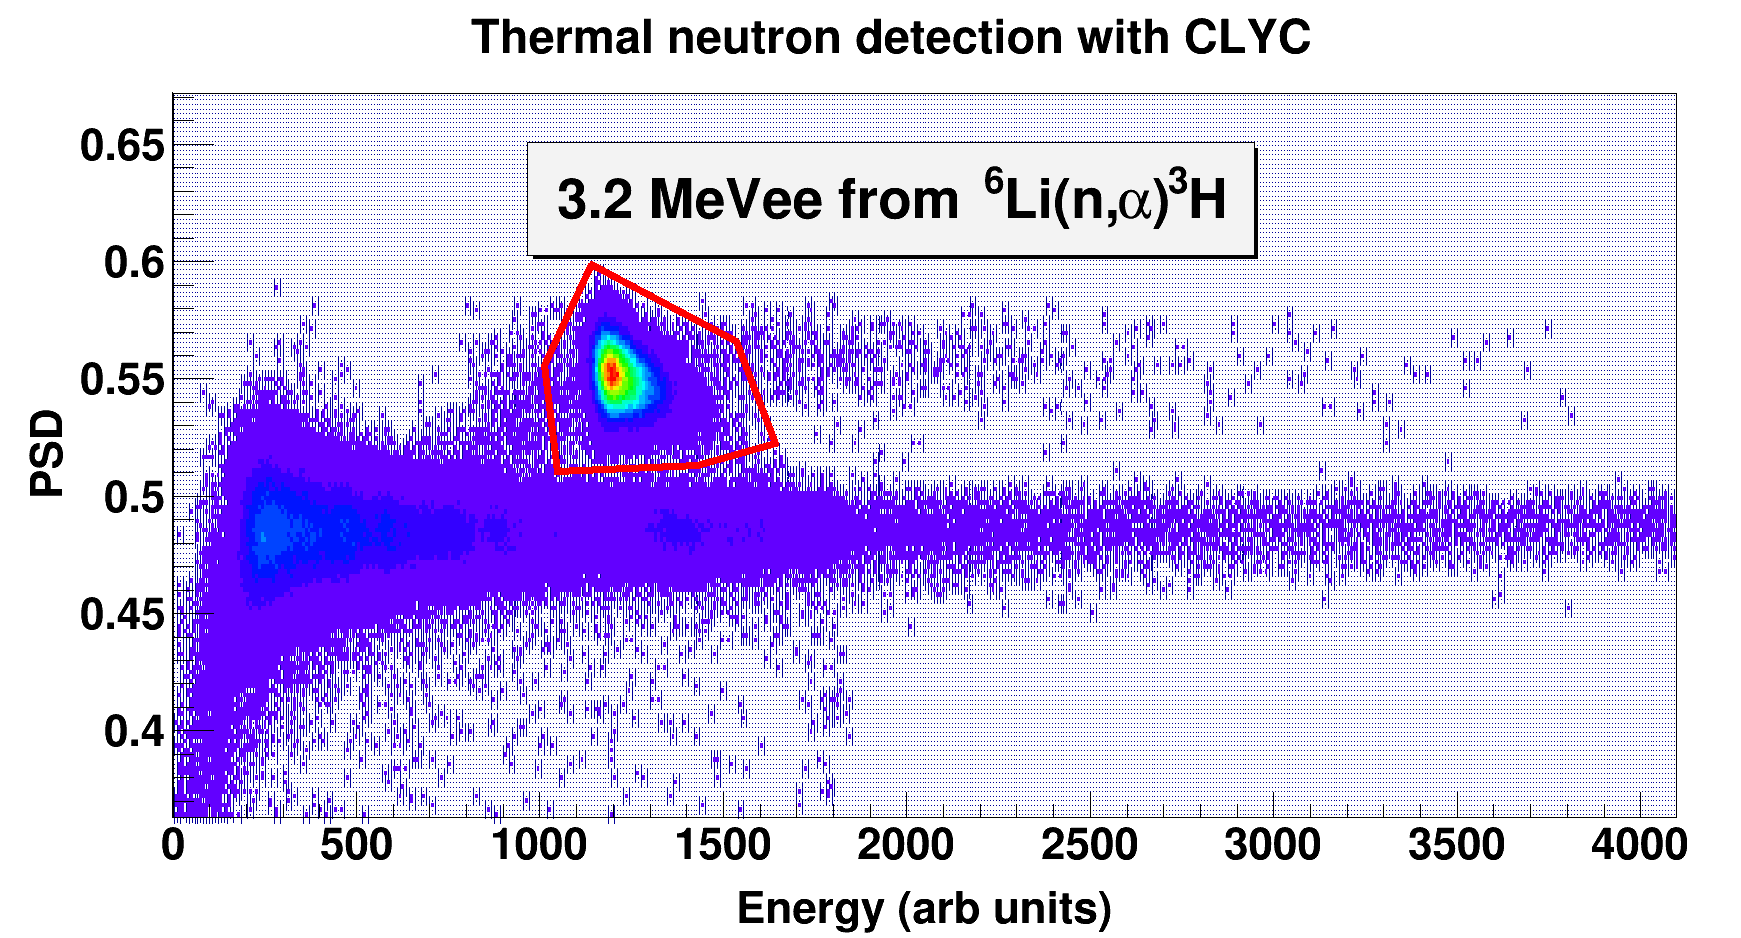 Thermal neutron detection with CLYC
3.2 MeVee from ⁶Li(n,α)³H
PSD
0.65
0.6
0.55
0.5
0.45
0.4
0 500 1000 1500 2000 2500 3000 3500 4000
Energy (arb units)